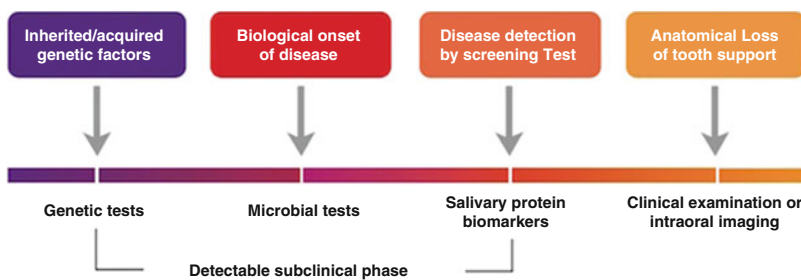 Inherited/acquired
genetic factors
Biological onset
of disease
Disease detection
by screening Test
Anatomical Loss
of tooth support
Genetic tests
Microbial tests
Salivary protein
biomarkers
Clinical examination or
intraoral imaging
Detectable subclinical phase